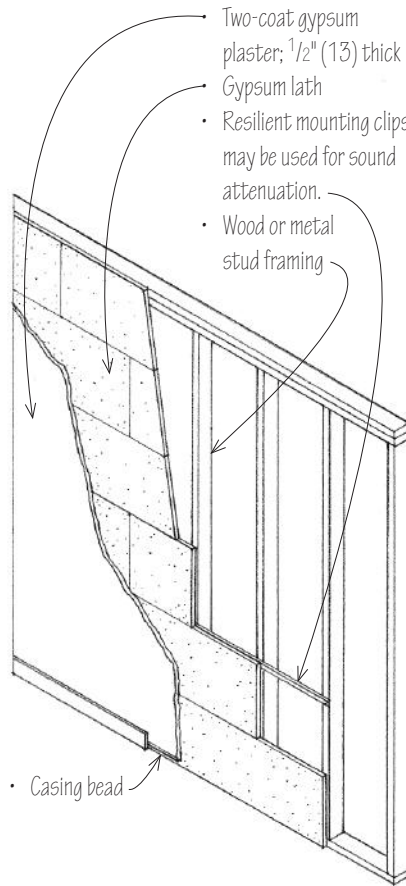 • Two-coat gypsum
plaster; 1/2" (13) thick
• Gypsum lath
• Resilient mounting clips
may be used for sound
attenuation.
• Wood or metal
stud framing
• Casing bead